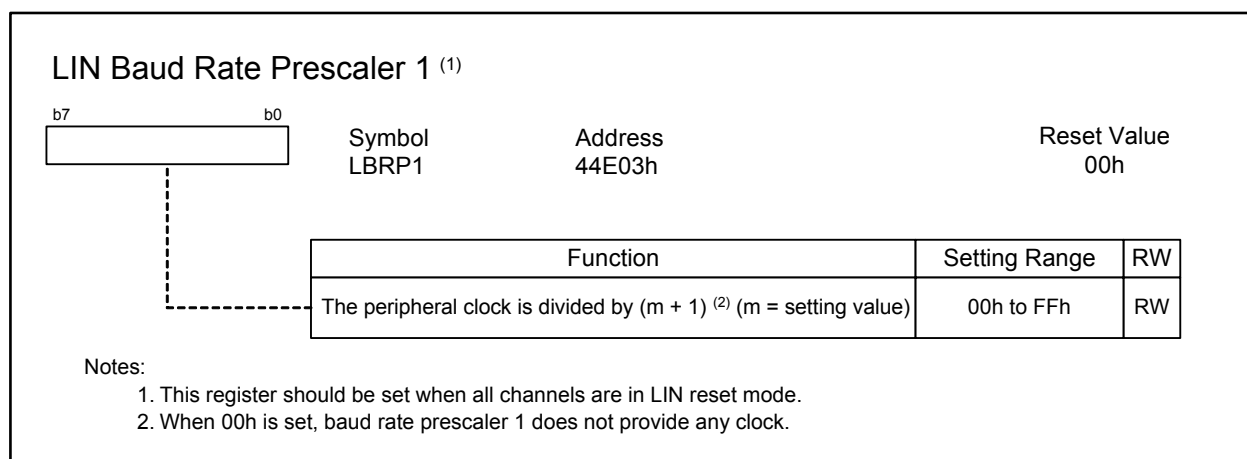 LIN Baud Rate Prescaler 1 (1)
b7 b0
Symbol Address Reset Value
LBRP1 44E03h 00h
Function Setting Range RW
The peripheral clock is divided by (m + 1) (2) (m = setting value) 00h to FFh RW
Notes:
1. This register should be set when all channels are in LIN reset mode.
2. When 00h is set, baud rate prescaler 1 does not provide any clock.